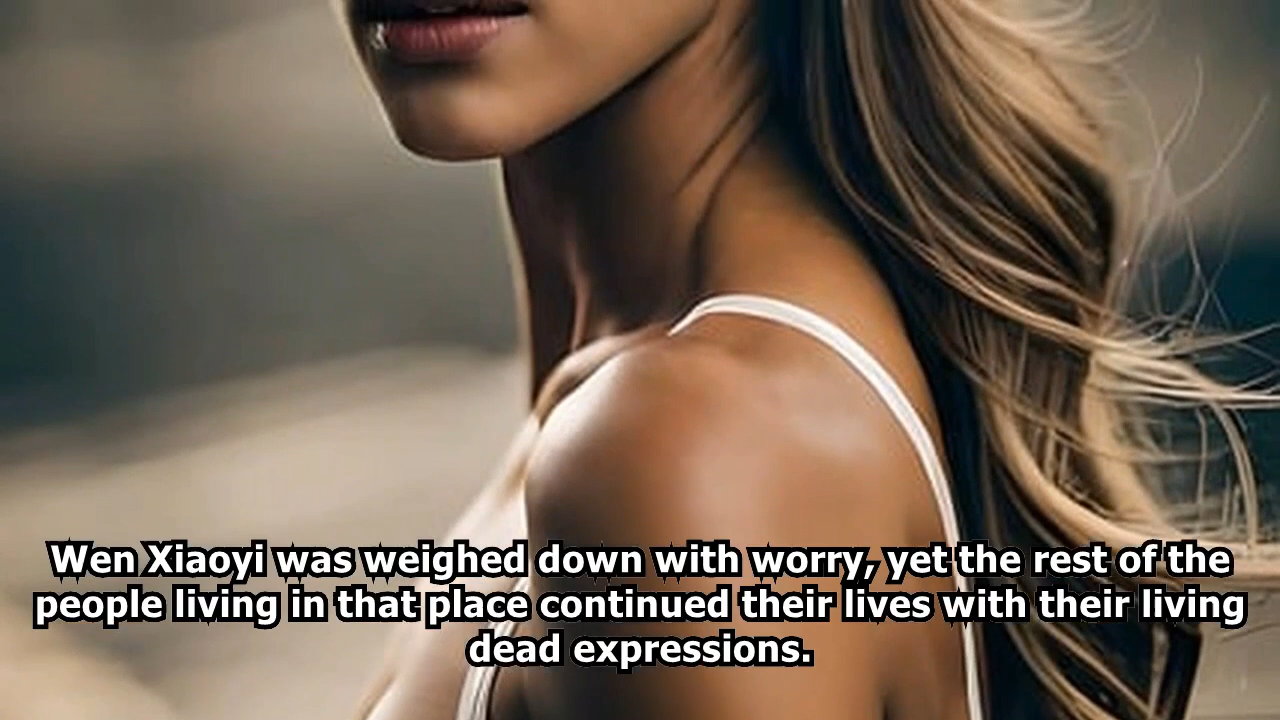 Wen Xiaoyi was weighed down with worry, yet the rest of the
people living in that place continued their lives with their living
dead expressions.